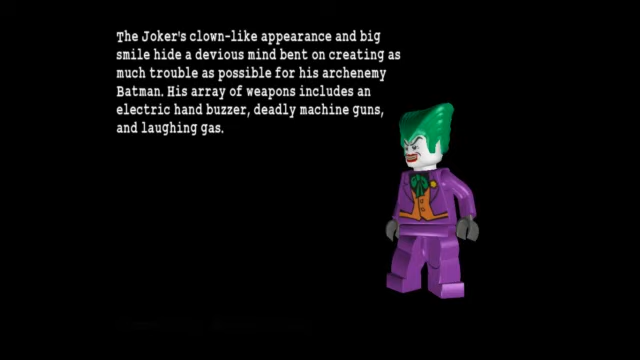 The Joker's clown-like appearance and big
smile hide a devious mind bent on creating as
much trouble as possible for his archenemy
Batman. His array of weapons includes an
electric hand buzzer, deadly machine guns,
and laughing gas.